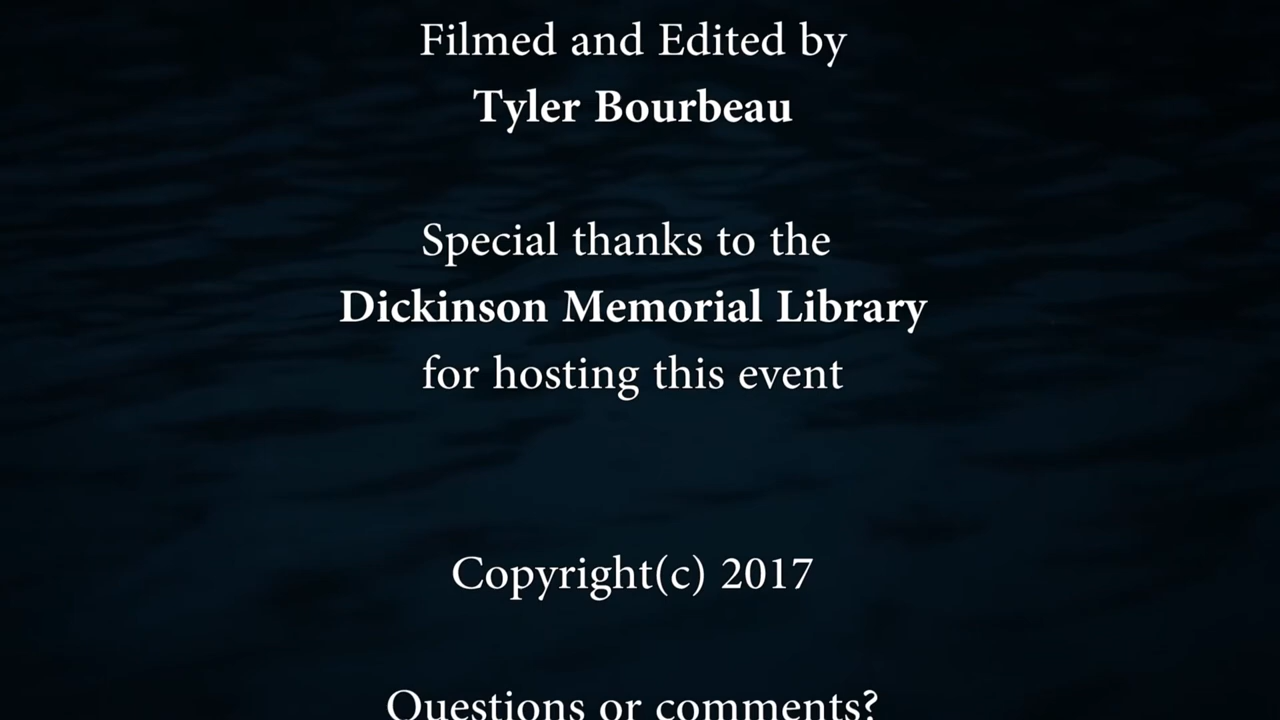 Filmed and Edited by
Tyler Bourbeau
Special thanks to the
Dickinson Memorial Library
for hosting this event
Copyright(c) 2017
Questions or comments?